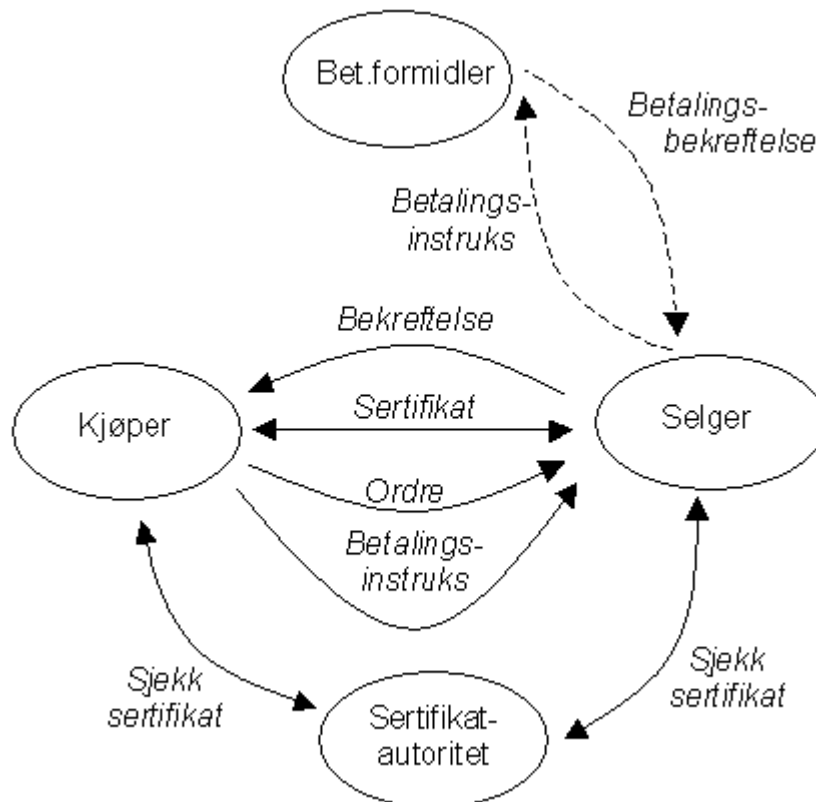 Bet.formidler
Betalings-
bekreftelse
Betalings-
instruks
Bekreftelse
Kjøper
Sertifikat
Selger
Ordre
Betalings-
instruks
Sjekk
sertifikat
Sjekk
sertifikat
Sertifikat-
autoritet